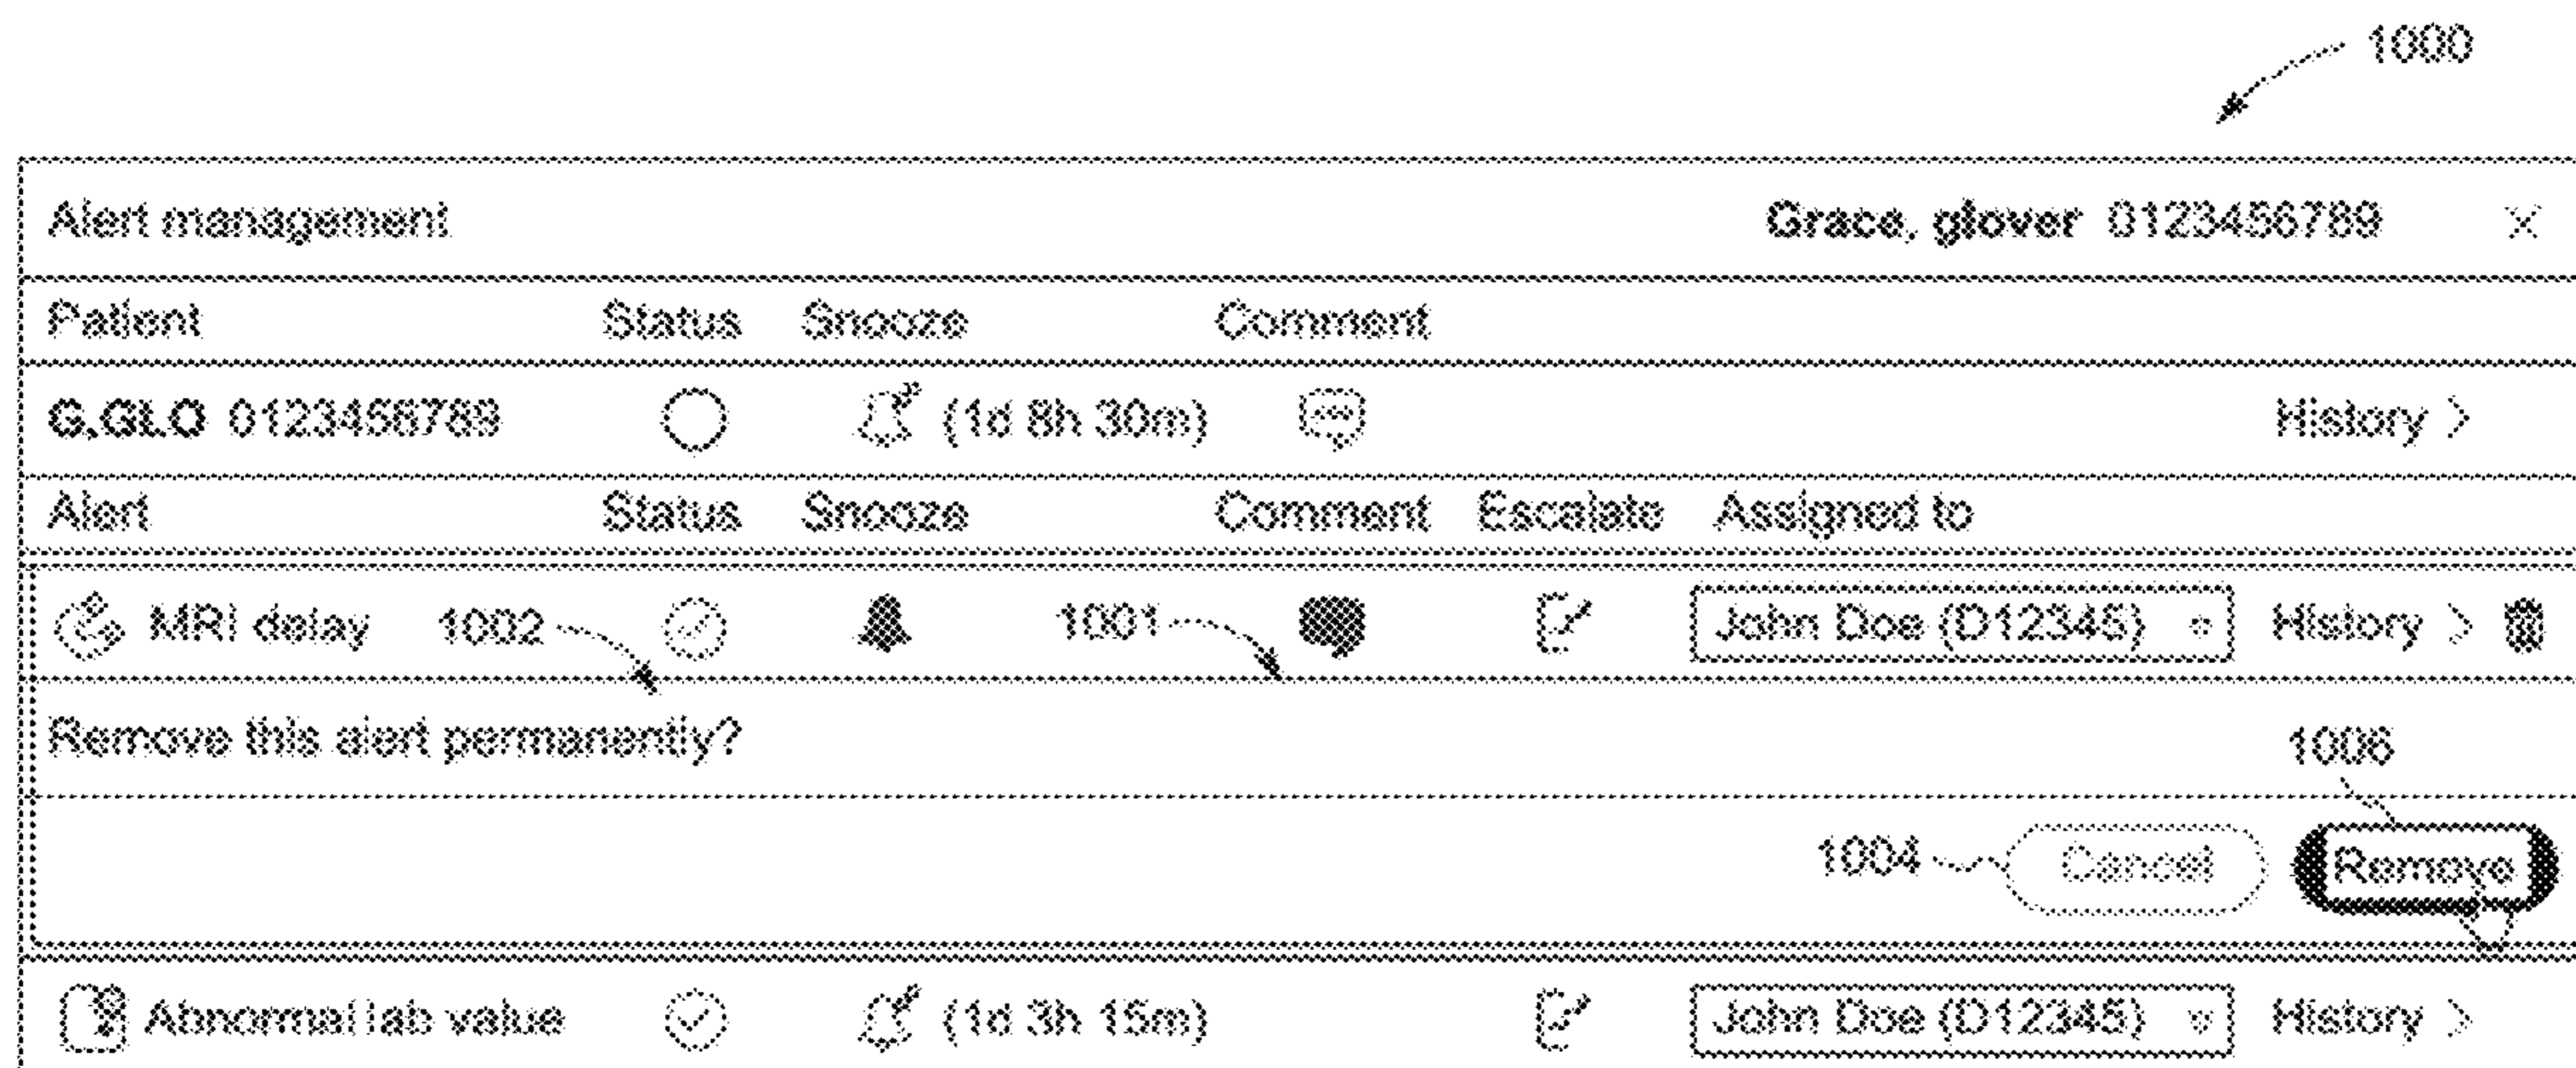 1000
Alert management Grace, glover 0123456789
Patient Status Snooze Comment
G.GLO 0123456789 (1d 8h 30m) History
Alert Status Snooze Comment Escalate Assigned to
MRI delay 1002 1001 John Doe (D12345) History
Remove this alert permanently?
1006
1004 Cancel Remove
Abnormal lab value (1d 3h 15m) John Doe (D12345) History